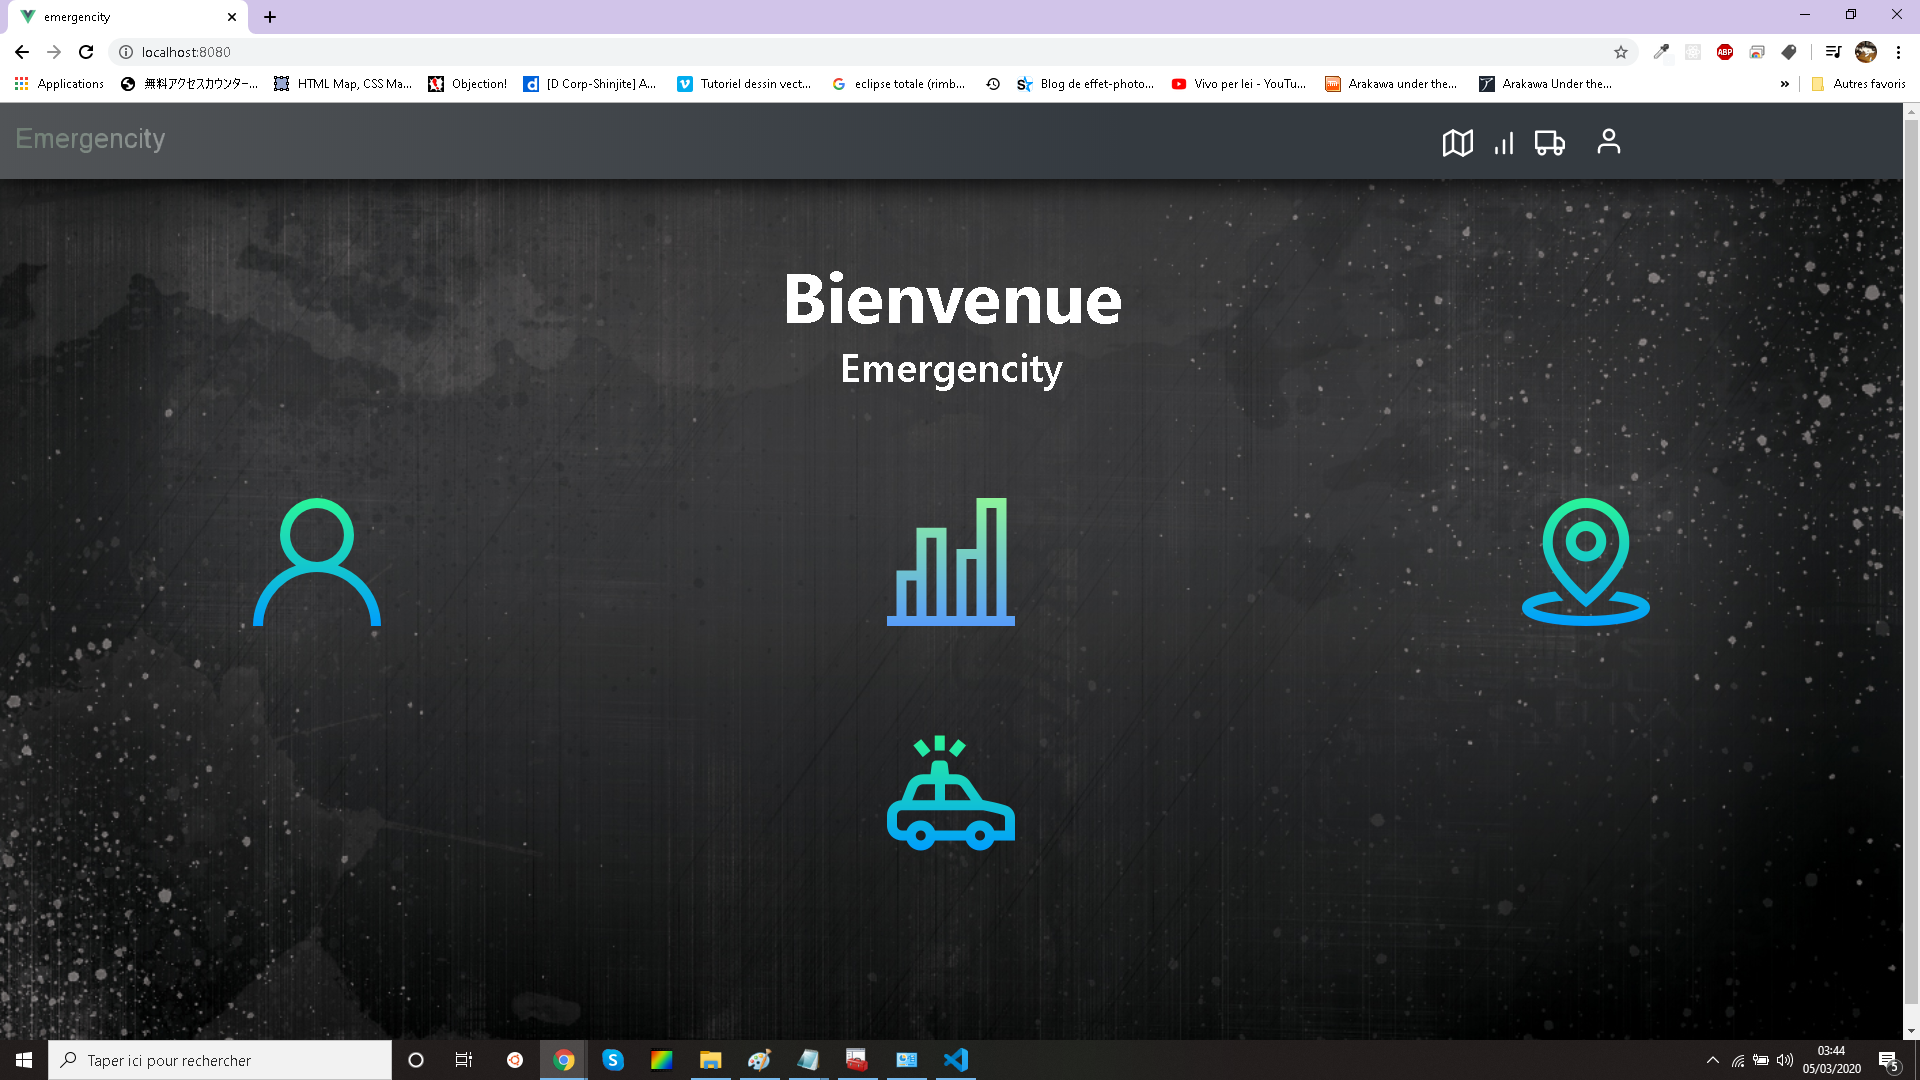 emergencity
localhost:8080
ABP
Applications
無料アクセスカウンター...
HTML Map, CSS Ma...
Objection!
[D Corp-Shinjite] A...
Tutoriel dessin vect...
eclipse totale (rimb...
Blog de effet-photo...
Vivo per lei - YouTu...
Arakawa under the...
Arakawa Under the...
»
Autres favoris
Emergencity
Bienvenue
Emergencity
Taper ici pour rechercher
03:44
05/03/2020
5